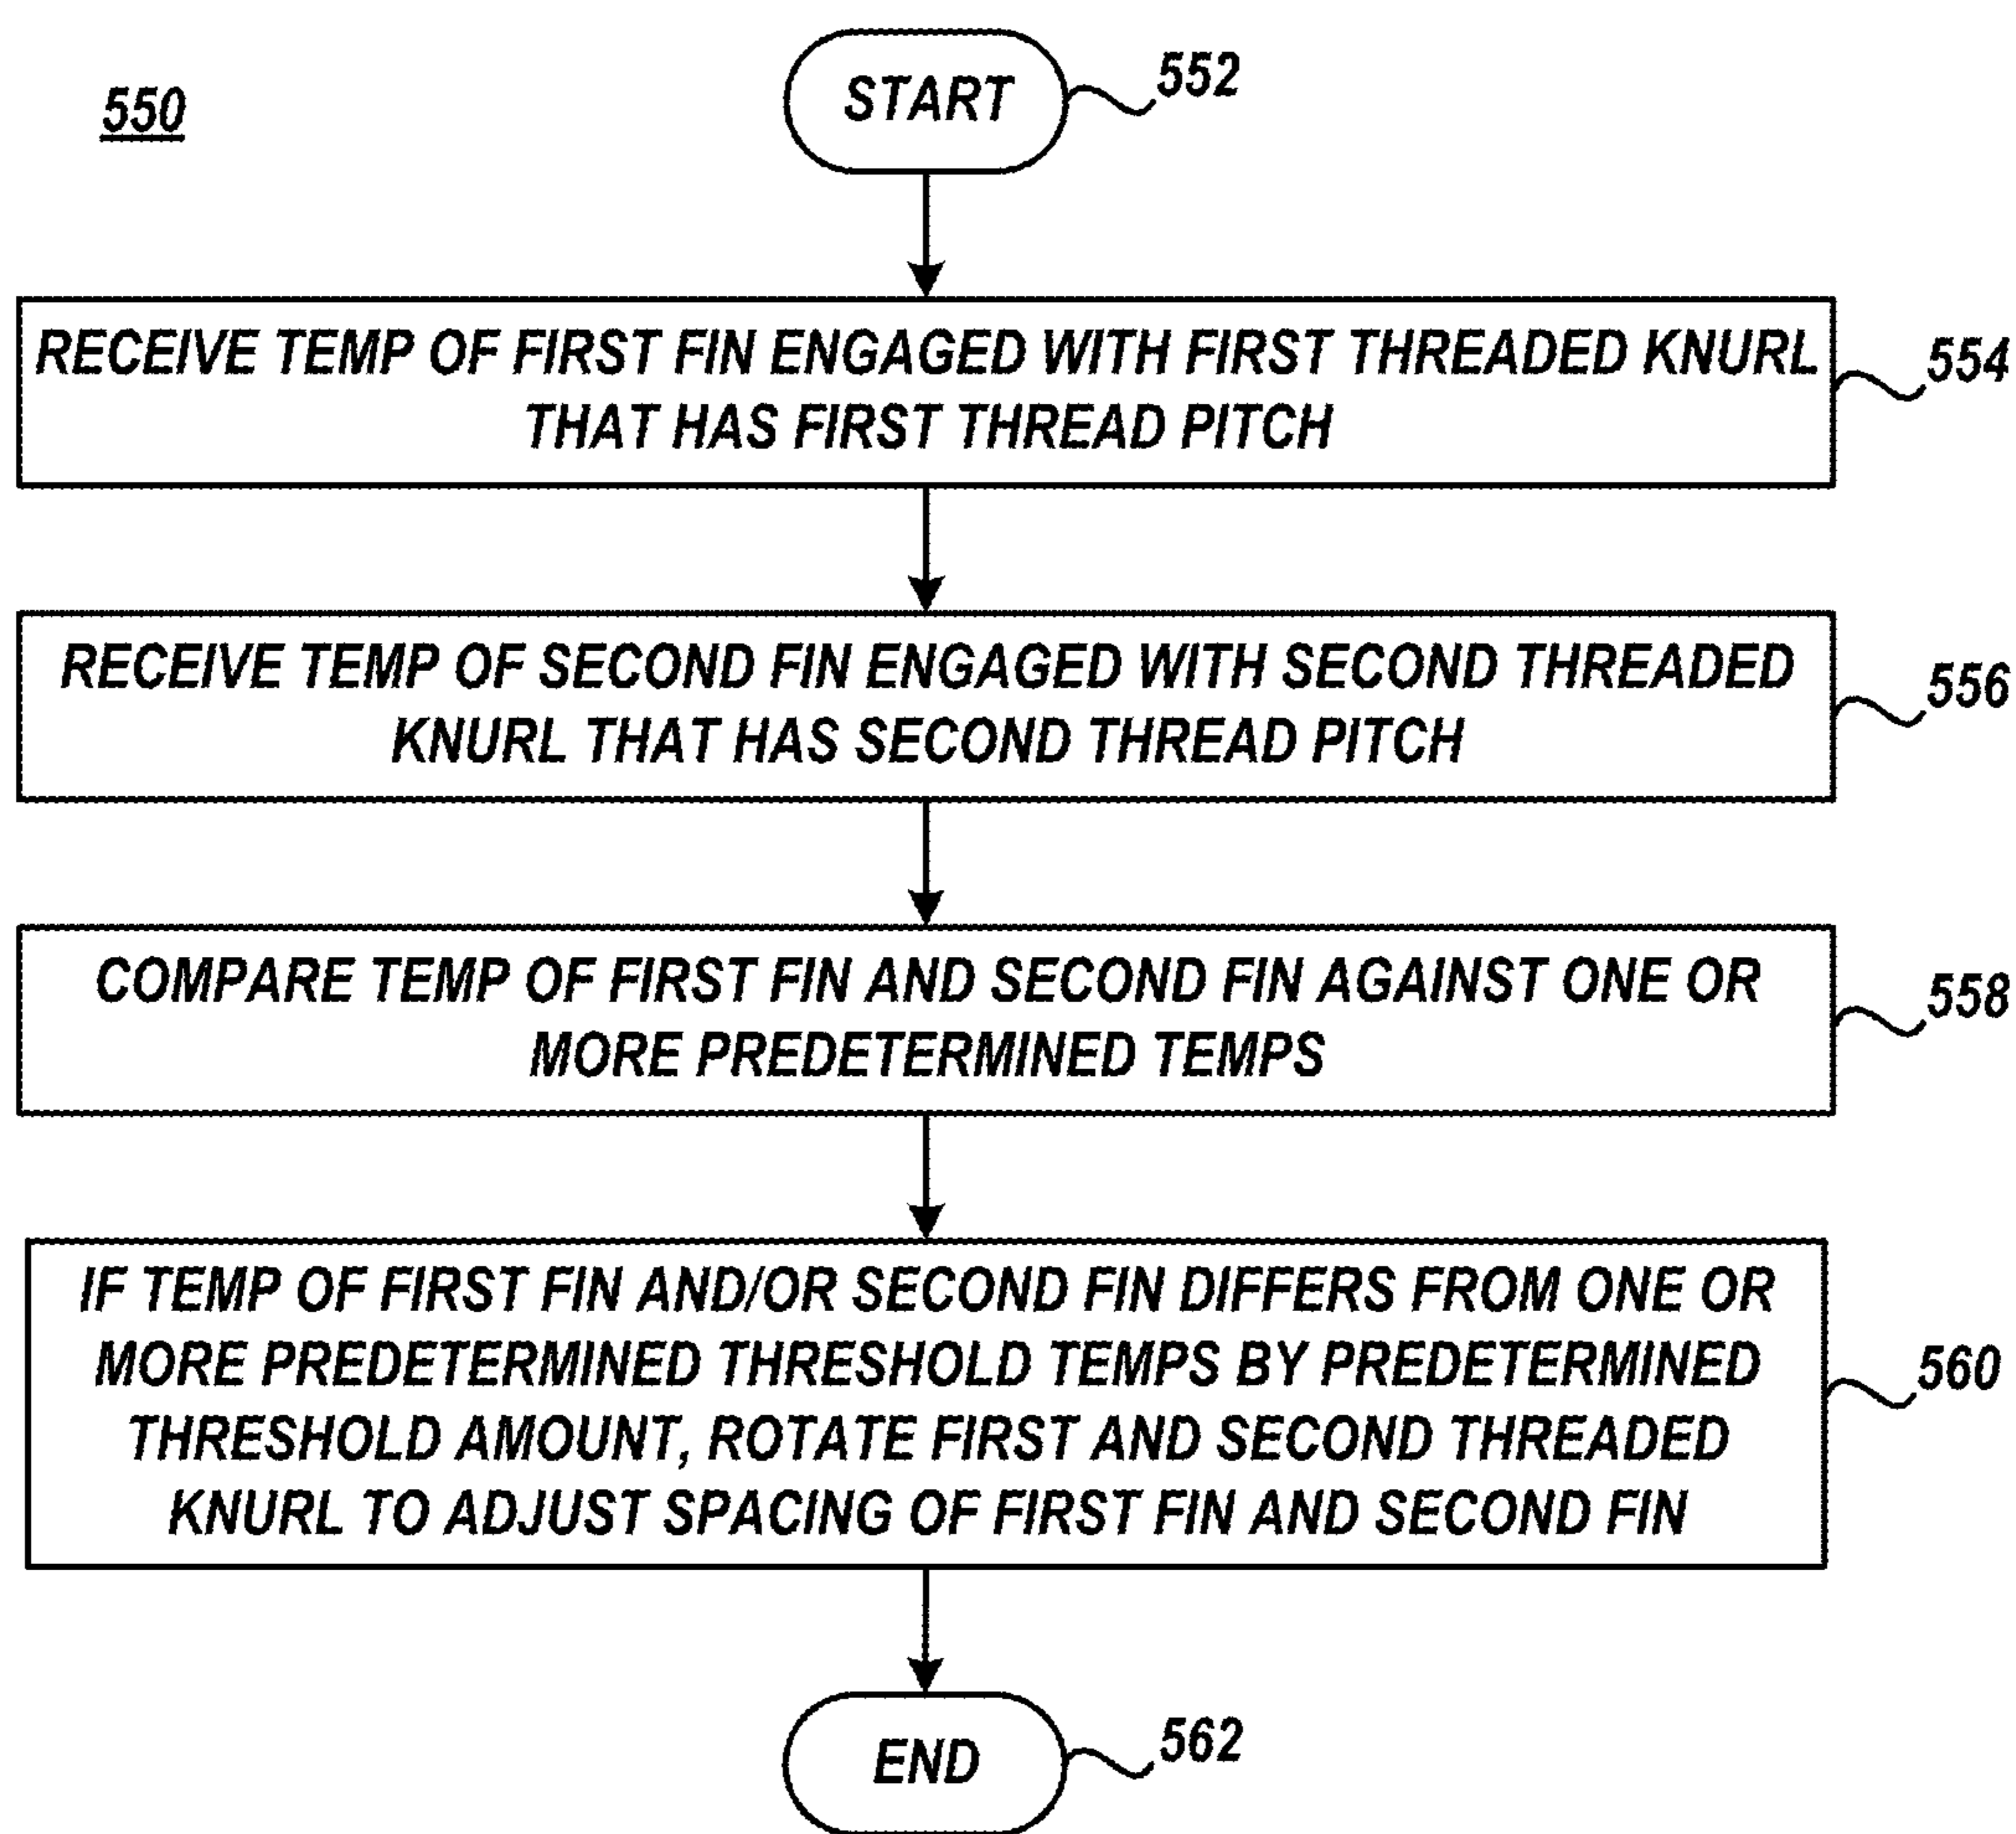 550
START
552
RECEIVE TEMP OF FIRST FIN ENGAGED WITH FIRST THREADED KNURL
THAT HAS FIRST THREAD PITCH
554
RECEIVE TEMP OF SECOND FIN ENGAGED WITH SECOND THREADED
KNURL THAT HAS SECOND THREAD PITCH
556
COMPARE TEMP OF FIRST FIN AND SECOND FIN AGAINST ONE OR
MORE PREDETERMINED TEMPS
558
IF TEMP OF FIRST FIN AND/OR SECOND FIN DIFFERS FROM ONE OR
MORE PREDETERMINED THRESHOLD TEMPS BY PREDETERMINED
THRESHOLD AMOUNT, ROTATE FIRST AND SECOND THREADED
KNURL TO ADJUST SPACING OF FIRST FIN AND SECOND FIN
560
END
562